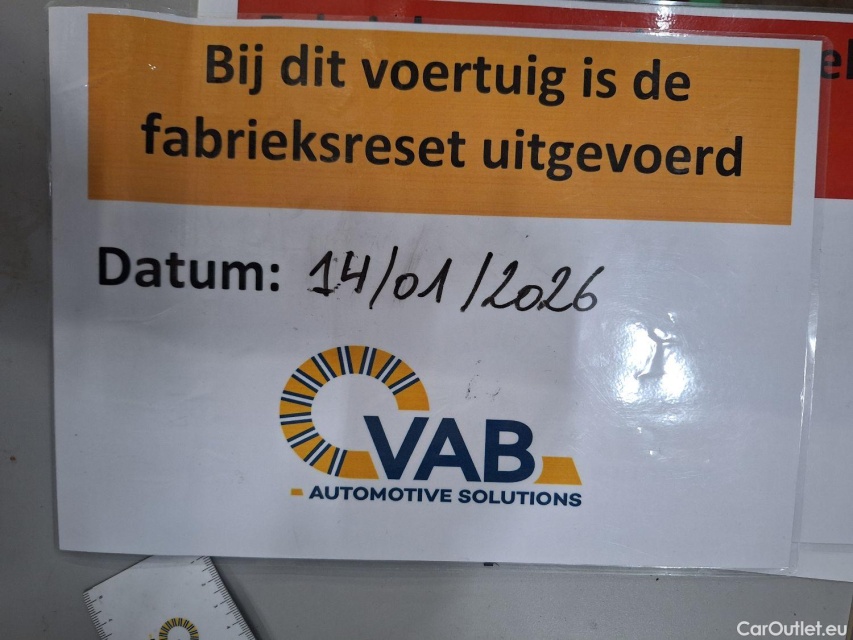 Bij dit voertuig is de
fabrieksreset uitgevoerd
Datum: 14/01/2026
VAB
AUTOMOTIVE SOLUTIONS
CarOutlet.eu